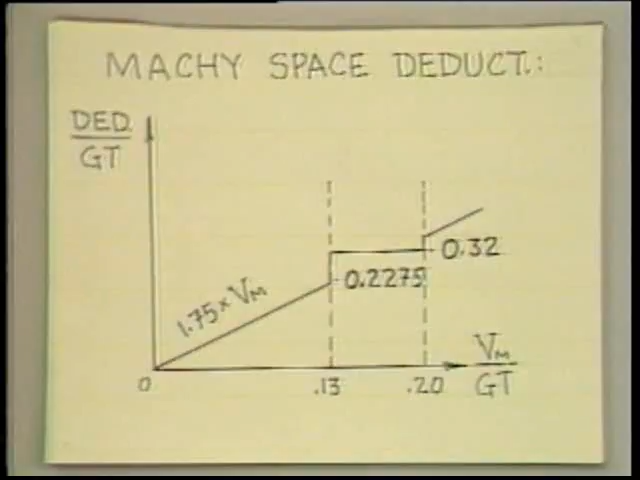 MACHY SPACE DEDUCT.:
DED.
GT
0.32
0.2275
1.75 × VM
VM
GT
0
.13
.20